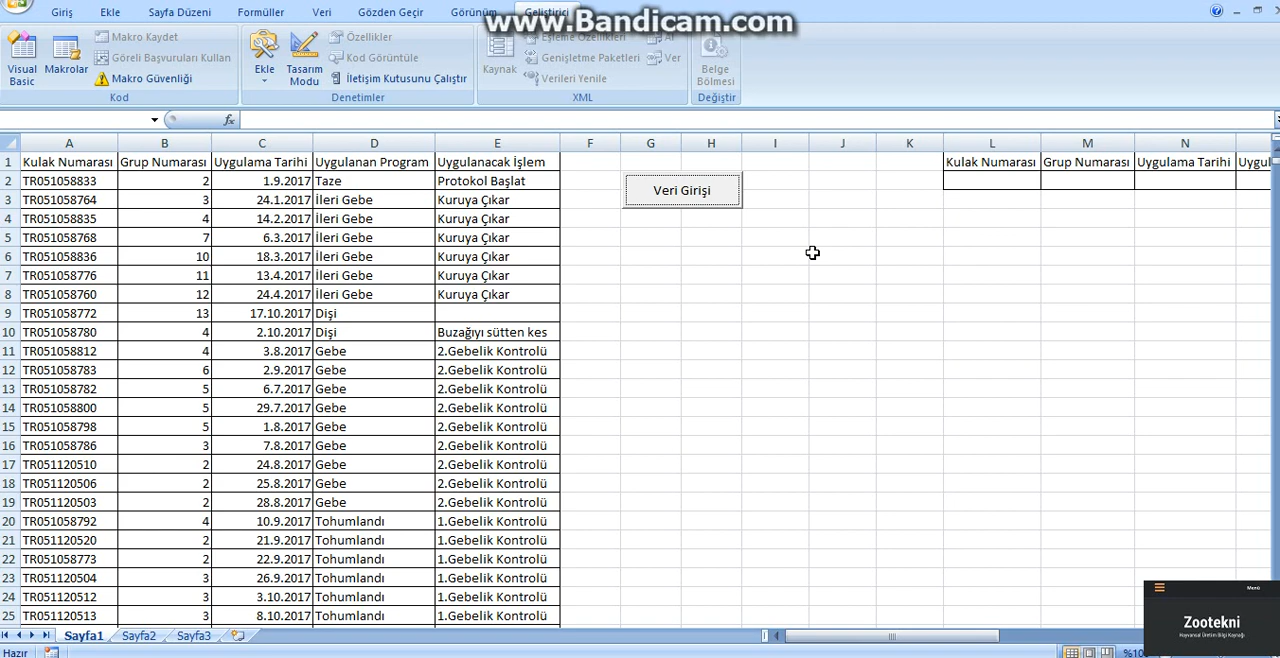 Giriş Ekle Sayfa Düzeni Formüller Veri Gözden Geçir Görünüm Geliştirici
www.Bandicam.com
Visual Basic
Makrolar
Makro Kaydet
Göreli Başvuruları Kullan
Makro Güvenliği
Kod
Ekle
Tasarım Modu
Özellikler
Kod Görüntüle
İletişim Kutusunu Çalıştır
Denetimler
Kaynak
Eşleme Özellikleri
Genişletme Paketleri
Verileri Yenile
Al
Ver
XML
Belge Bölmesi
Değiştir
fx
A B C D E F G H I J K L M N
1 Kulak Numarası Grup Numarası Uygulama Tarihi Uygulanan Program Uygulanacak İşlem Kulak Numarası Grup Numarası Uygulama Tarihi Uygul
2 TR051058833 2 1.9.2017 Taze Protokol Başlat
Veri Girişi
3 TR051058764 3 24.1.2017 İleri Gebe Kuruya Çıkar
4 TR051058835 4 14.2.2017 İleri Gebe Kuruya Çıkar
5 TR051058768 7 6.3.2017 İleri Gebe Kuruya Çıkar
6 TR051058836 10 18.3.2017 İleri Gebe Kuruya Çıkar
7 TR051058776 11 13.4.2017 İleri Gebe Kuruya Çıkar
8 TR051058760 12 24.4.2017 İleri Gebe Kuruya Çıkar
9 TR051058772 13 17.10.2017 Dişi
10 TR051058780 4 2.10.2017 Dişi Buzağıyı sütten kes
11 TR051058812 4 3.8.2017 Gebe 2.Gebelik Kontrolü
12 TR051058783 6 2.9.2017 Gebe 2.Gebelik Kontrolü
13 TR051058782 5 6.7.2017 Gebe 2.Gebelik Kontrolü
14 TR051058800 5 29.7.2017 Gebe 2.Gebelik Kontrolü
15 TR051058798 5 1.8.2017 Gebe 2.Gebelik Kontrolü
16 TR051058786 3 7.8.2017 Gebe 2.Gebelik Kontrolü
17 TR051120510 2 24.8.2017 Gebe 2.Gebelik Kontrolü
18 TR051120506 2 25.8.2017 Gebe 2.Gebelik Kontrolü
19 TR051120503 2 28.8.2017 Gebe 2.Gebelik Kontrolü
20 TR051058792 4 10.9.2017 Tohumlandı 1.Gebelik Kontrolü
21 TR051120520 2 21.9.2017 Tohumlandı 1.Gebelik Kontrolü
22 TR051058773 2 22.9.2017 Tohumlandı 1.Gebelik Kontrolü
23 TR051120504 3 26.9.2017 Tohumlandı 1.Gebelik Kontrolü
24 TR051120512 3 3.10.2017 Tohumlandı 1.Gebelik Kontrolü
25 TR051120513 3 8.10.2017 Tohumlandı 1.Gebelik Kontrolü
Menü
Zootekni
Hayvansal Üretim Bilgi Kaynağı
Sayfa1 Sayfa2 Sayfa3
Hazır %100